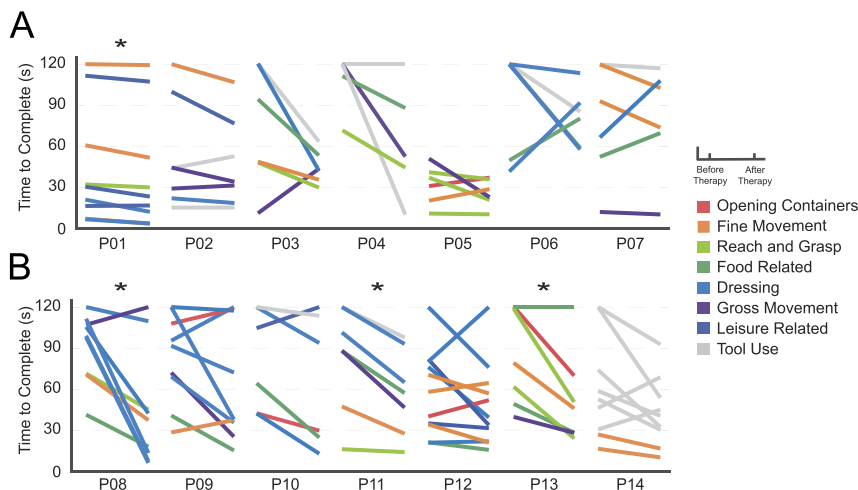 A
*
Time to Complete (s)
120
90
60
30
0
P01 P02 P03 P04 P05 P06 P07
Before Therapy
After Therapy
Opening Containers
Fine Movement
Reach and Grasp
Food Related
Dressing
Gross Movement
Leisure Related
Tool Use
B
* * *
Time to Complete (s)
120
90
60
30
0
P08 P09 P10 P11 P12 P13 P14